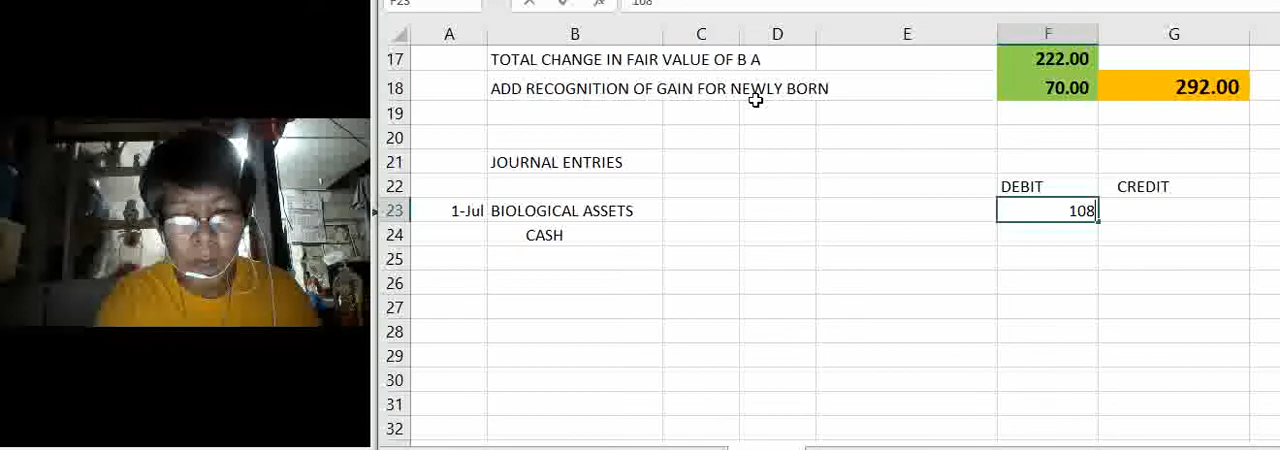 F23 108
A B C D E F G
17 TOTAL CHANGE IN FAIR VALUE OF B A 222.00
18 ADD RECOGNITION OF GAIN FOR NEWLY BORN 70.00 292.00
19
20
21 JOURNAL ENTRIES
22 DEBIT CREDIT
23 1-Jul BIOLOGICAL ASSETS 108
24 CASH
25
26
27
28
29
30
31
32